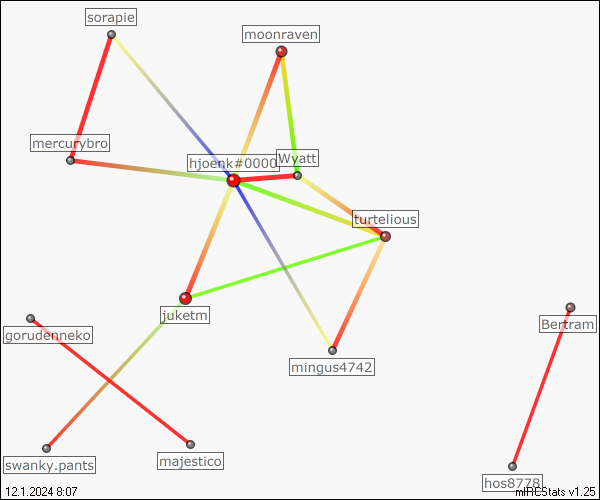 sorapie
moonraven
mercurybro
hjoenk#0000
Wyatt
turtelious
juketm
Bertram
gorudenneko
mingus4742
swanky.pants
majestico
hos8778
12.1.2024 8:07
mIRCStats v1.25